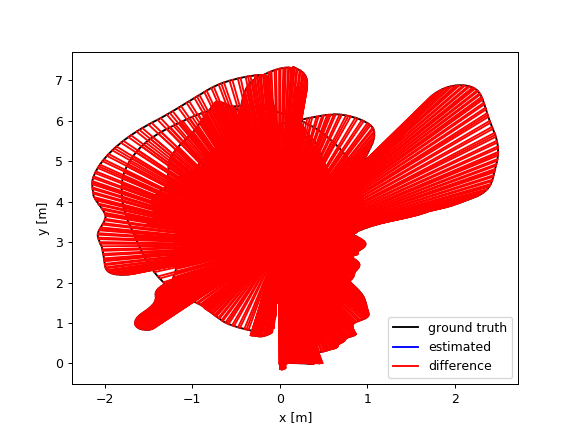 7
6
5
4
3
2
1
0
y [m]
ground truth
estimated
difference
−2
−1
0
1
2
x [m]